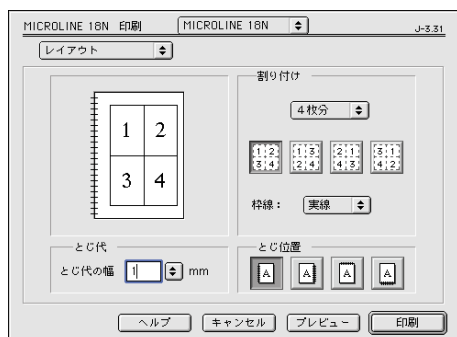 MICROLINE 18N 印刷 MICROLINE 18N J-3.31
レイアウト
割り付け
4枚分
1 2
3 4
1 2 3 4
1 3 2 4
2 1 4 3
3 1 4 2
枠線： 実線
とじ代
とじ代の幅 1 mm
とじ位置
A A A A
ヘルプ キャンセル プレビュー 印刷